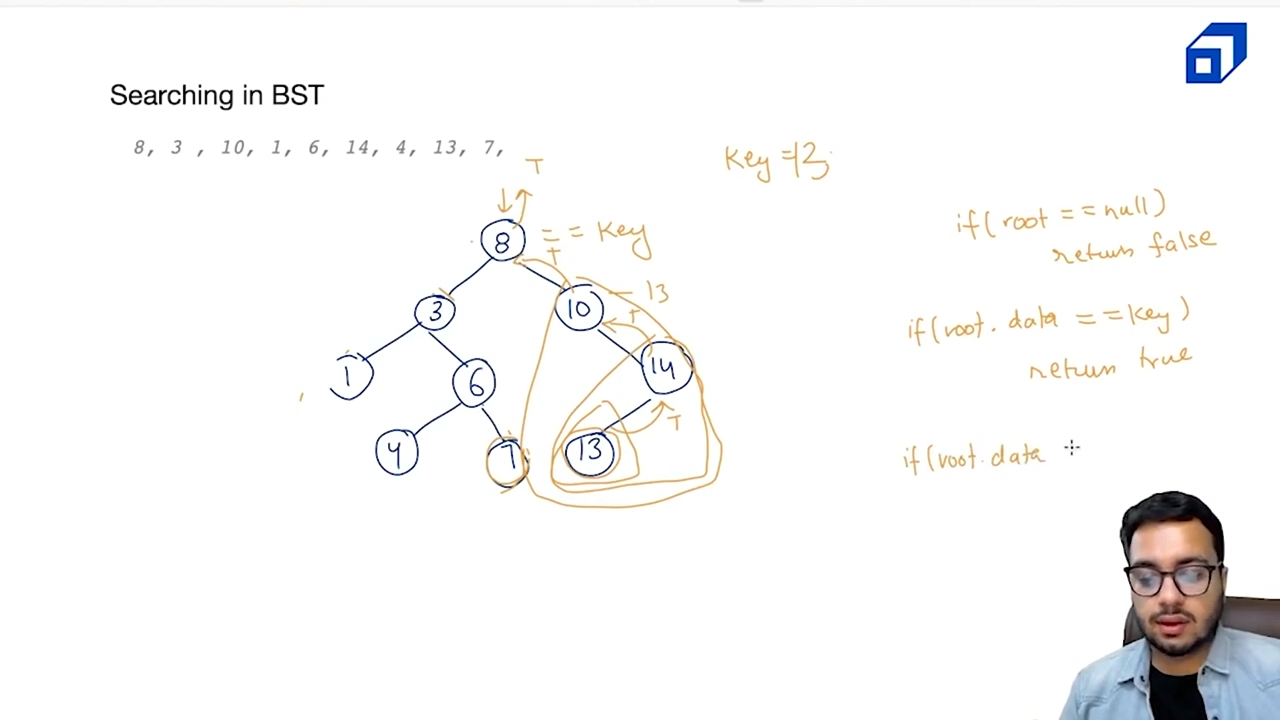 Searching in BST
8, 3 , 10, 1, 6, 14, 4, 13, 7,
Key =13
T
8 == Key
T
3
10 — 13
T
1
6
14
T
4
7
13
if(root == null)
return false
if(root. data == key)
return true
if(root. data